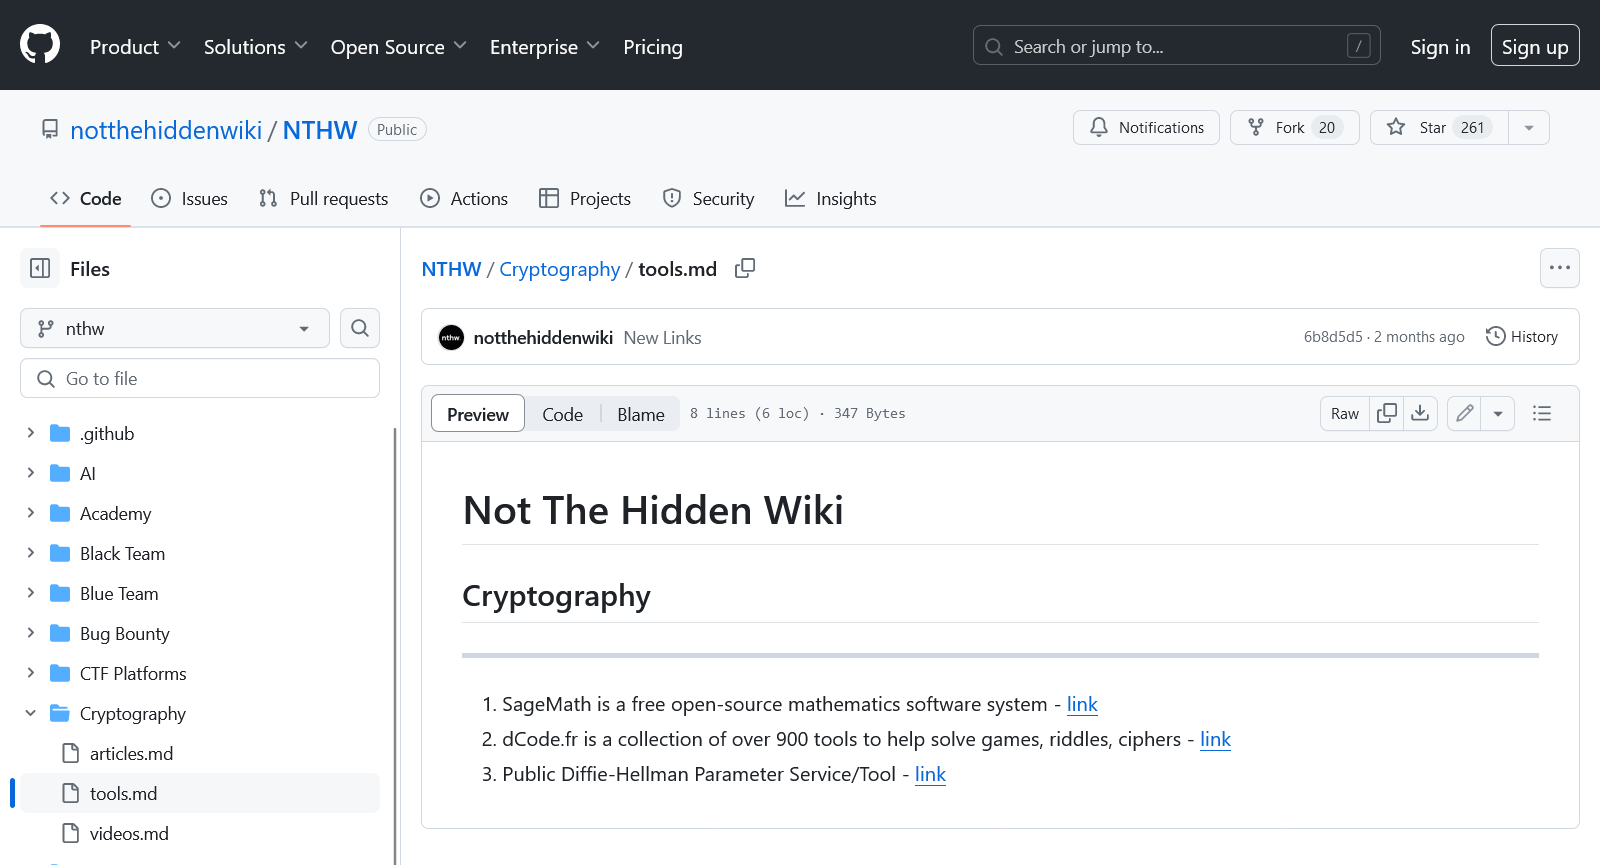 Product Solutions Open Source Enterprise Pricing Search or jump to... / Sign in Sign up
notthehiddenwiki / NTHW Public Notifications Fork 20 Star 261
Code Issues Pull requests Actions Projects Security Insights
Files
nthw
Go to file
.github
AI
Academy
Black Team
Blue Team
Bug Bounty
CTF Platforms
Cryptography
articles.md
tools.md
videos.md
NTHW / Cryptography / tools.md
nthw notthehiddenwiki New Links 6b8d5d5 · 2 months ago History
Preview Code Blame 8 lines (6 loc) · 347 Bytes Raw
Not The Hidden Wiki
Cryptography
1. SageMath is a free open-source mathematics software system - link
2. dCode.fr is a collection of over 900 tools to help solve games, riddles, ciphers - link
3. Public Diffie-Hellman Parameter Service/Tool - link